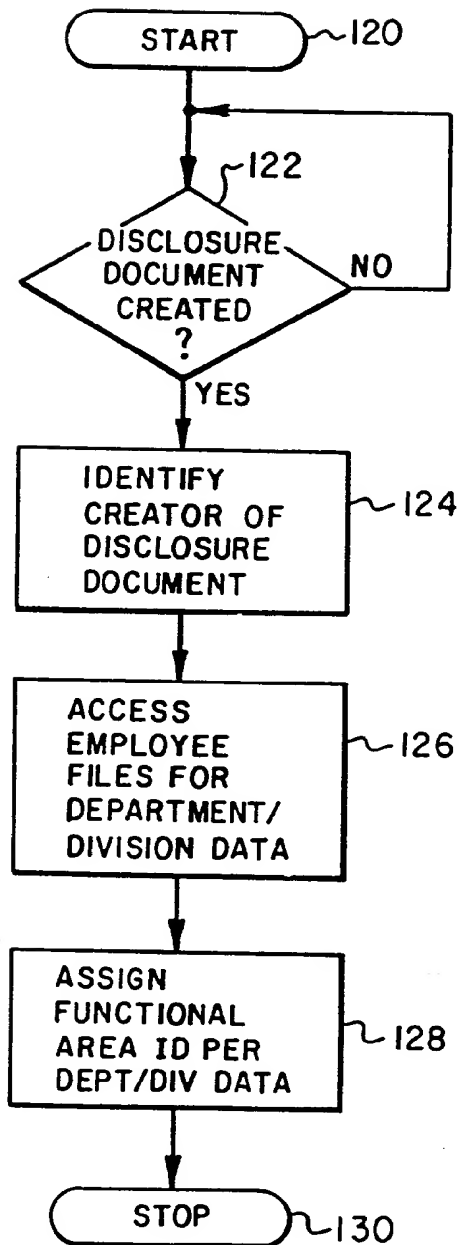 START
120
122
DISCLOSURE
DOCUMENT
CREATED
?
NO
YES
IDENTIFY
CREATOR OF
DISCLOSURE
DOCUMENT
124
ACCESS
EMPLOYEE
FILES FOR
DEPARTMENT/
DIVISION DATA
126
ASSIGN
FUNCTIONAL
AREA ID PER
DEPT/DIV DATA
128
STOP
130